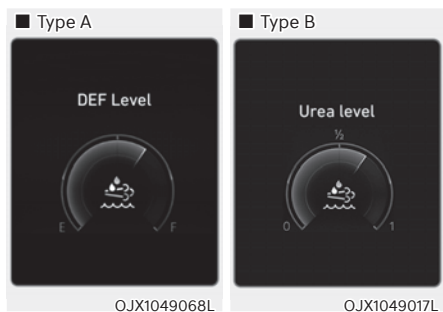 ■ Type A
DEF Level
E F
OJX1049068L
■ Type B
Urea level
½
0 1
OJX1049017L